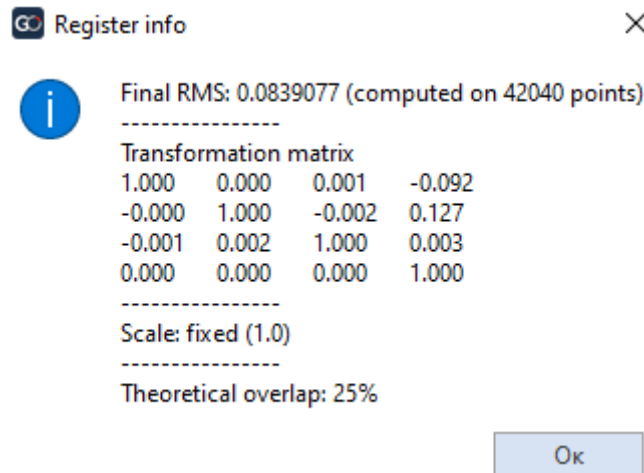 GO Register info
i
Final RMS: 0.0839077 (computed on 42040 points)
----------------
Transformation matrix
1.000 0.000 0.001 -0.092
-0.000 1.000 -0.002 0.127
-0.001 0.002 1.000 0.003
0.000 0.000 0.000 1.000
----------------
Scale: fixed (1.0)
----------------
Theoretical overlap: 25%
Ок